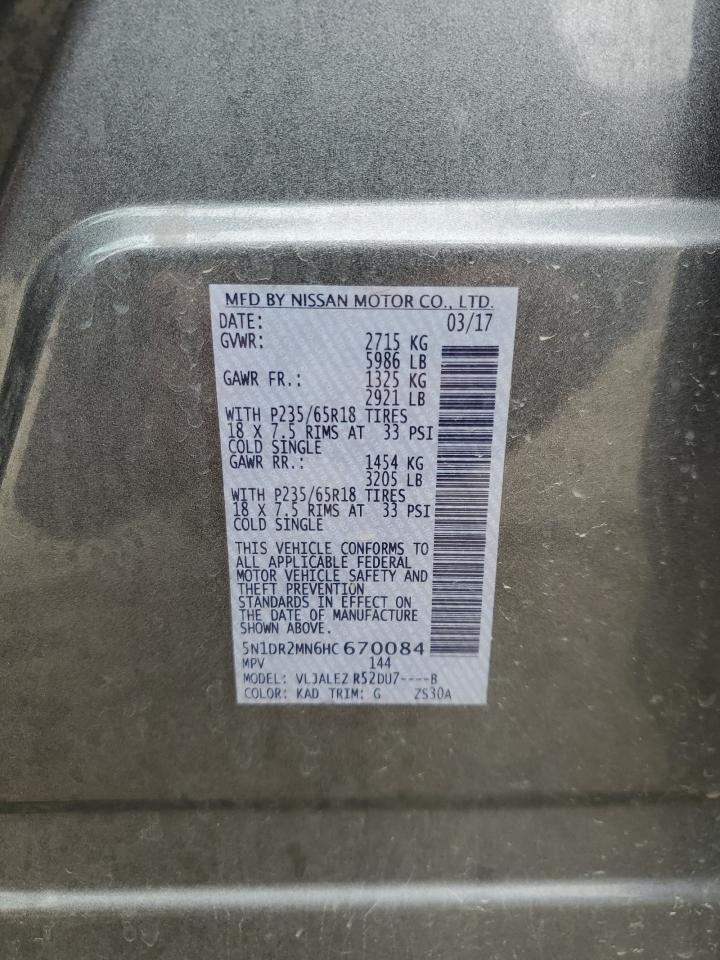 MFD BY NISSAN MOTOR CO., LTD.
DATE: 03/17
GVWR: 2715 KG
5986 LB
GAWR FR.: 1325 KG
2921 LB
WITH P235/65R18 TIRES
18 X 7.5 RIMS AT 33 PSI
COLD SINGLE
GAWR RR.: 1454 KG
3205 LB
WITH P235/65R18 TIRES
18 X 7.5 RIMS AT 33 PSI
COLD SINGLE
THIS VEHICLE CONFORMS TO
ALL APPLICABLE FEDERAL
MOTOR VEHICLE SAFETY AND
THEFT PREVENTION
STANDARDS IN EFFECT ON
THE DATE OF MANUFACTURE
SHOWN ABOVE.
5N1DR2MN6HC670084
MPV 144
MODEL: VLJALEZ R52DU7----B
COLOR: KAD TRIM: G ZS30A